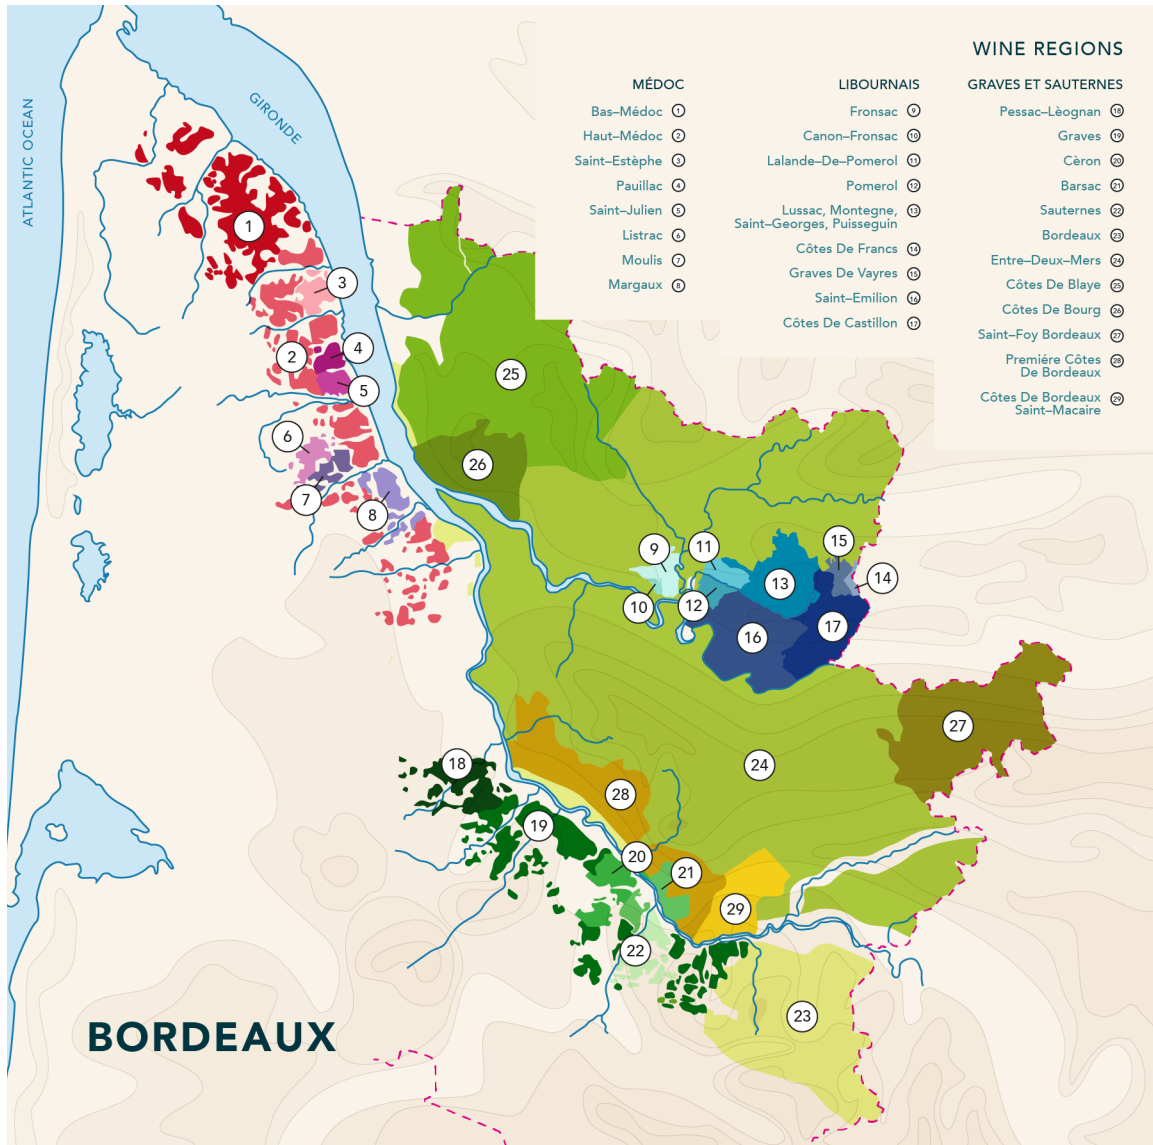 WINE REGIONS
MÉDOC
Bas–Médoc 1
Haut–Médoc 2
Saint–Estèphe 3
Pauillac 4
Saint–Julien 5
Listrac 6
Moulis 7
Margaux 8
LIBOURNAIS
Fronsac 9
Canon–Fronsac 10
Lalande–De–Pomerol 11
Pomerol 12
Lussac, Montegne, 13
Saint–Georges, Puisseguin
Côtes De Francs 14
Graves De Vayres 15
Saint–Emilion 16
Côtes De Castillon 17
GRAVES ET SAUTERNES
Pessac–Lèognan 18
Graves 19
Cèron 20
Barsac 21
Sauternes 22
Bordeaux 23
Entre–Deux–Mers 24
Côtes De Blaye 25
Côtes De Bourg 26
Saint–Foy Bordeaux 27
Premiére Côtes 28
De Bordeaux
Côtes De Bordeaux 29
Saint–Macaire
ATLANTIC OCEAN
GIRONDE
1
3
2
4
5
6
7
8
25
26
9
10
11
12
13
15
14
16
17
27
24
18
28
19
20
21
29
22
23
BORDEAUX